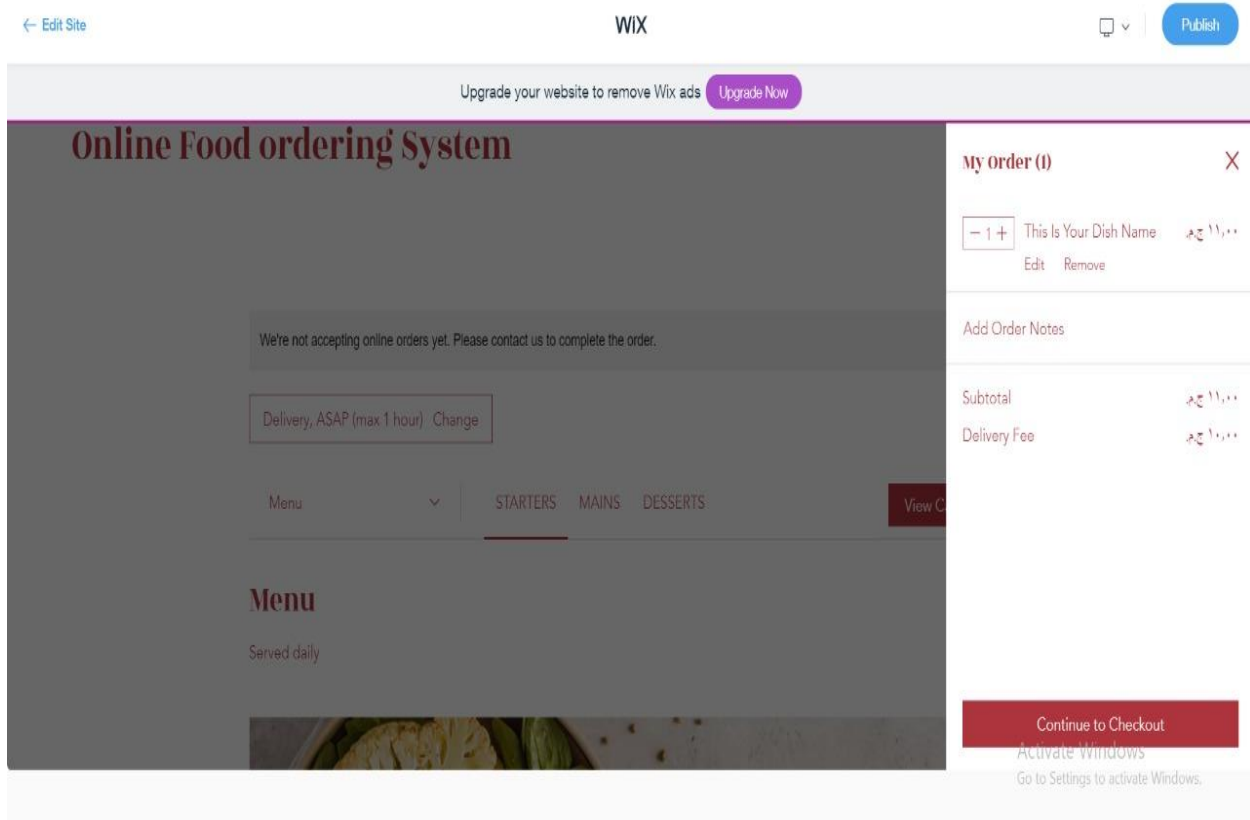 ← Edit Site
WiX
Publish
Upgrade your website to remove Wix ads Upgrade Now
Online Food ordering System
My Order (1) X
− 1 + This Is Your Dish Name ١١,٠٠ ج.م.
Edit Remove
We're not accepting online orders yet. Please contact us to complete the order.
Add Order Notes
Delivery, ASAP (max 1 hour) Change
Subtotal ١١,٠٠ ج.م.
Delivery Fee ١٠,٠٠ ج.م.
Menu STARTERS MAINS DESSERTS
View C
Menu
Served daily
Continue to Checkout
Activate Windows
Go to Settings to activate Windows.